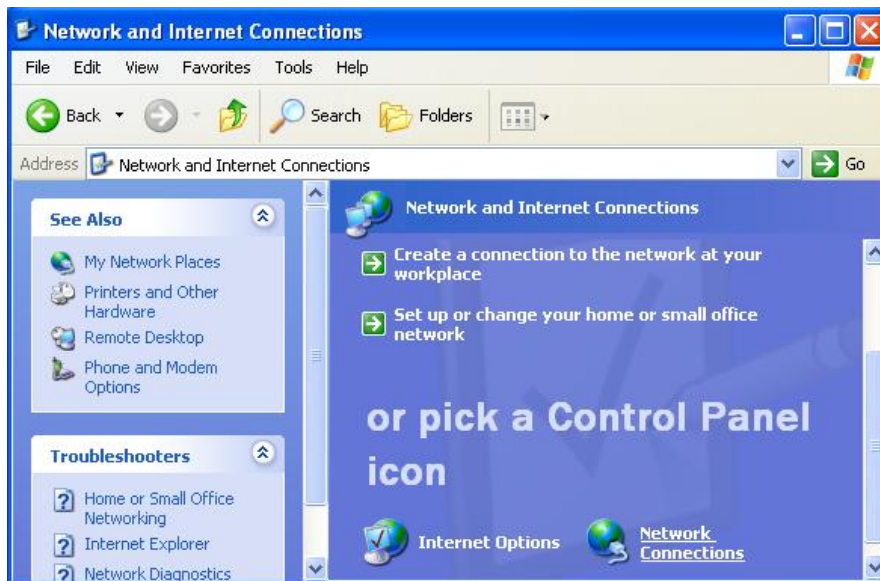 Network and Internet Connections
File Edit View Favorites Tools Help
Back Search Folders
Address Network and Internet Connections Go
See Also
My Network Places
Printers and Other
Hardware
Remote Desktop
Phone and Modem
Options
Troubleshooters
Home or Small Office
Networking
Internet Explorer
Network Diagnostics
Network and Internet Connections
Create a connection to the network at your
workplace
Set up or change your home or small office
network
or pick a Control Panel
icon
Internet Options
Network
Connections